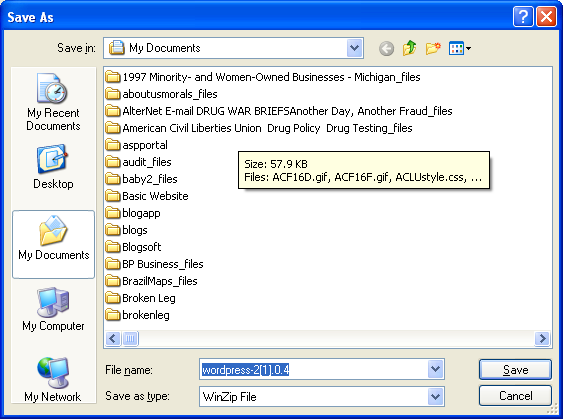 Save As
Save in: My Documents
My Recent
Documents
Desktop
My Documents
My Computer
My Network
1997 Minority- and Women-Owned Businesses - Michigan_files
aboutusmorals_files
AlterNet E-mail DRUG WAR BRIEFSAnother Day, Another Fraud_files
American Civil Liberties Union  Drug Policy  Drug Testing_files
aspportal
audit_files
baby2_files
Basic Website
blogapp
blogs
Blogsoft
BP Business_files
BrazilMaps_files
Broken Leg
brokenleg
Size: 57.9 KB
Files: ACF16D.gif, ACF16F.gif, ACLUstyle.css, ...
File name: wordpress-2[1].0.4 Save
Save as type: WinZip File Cancel